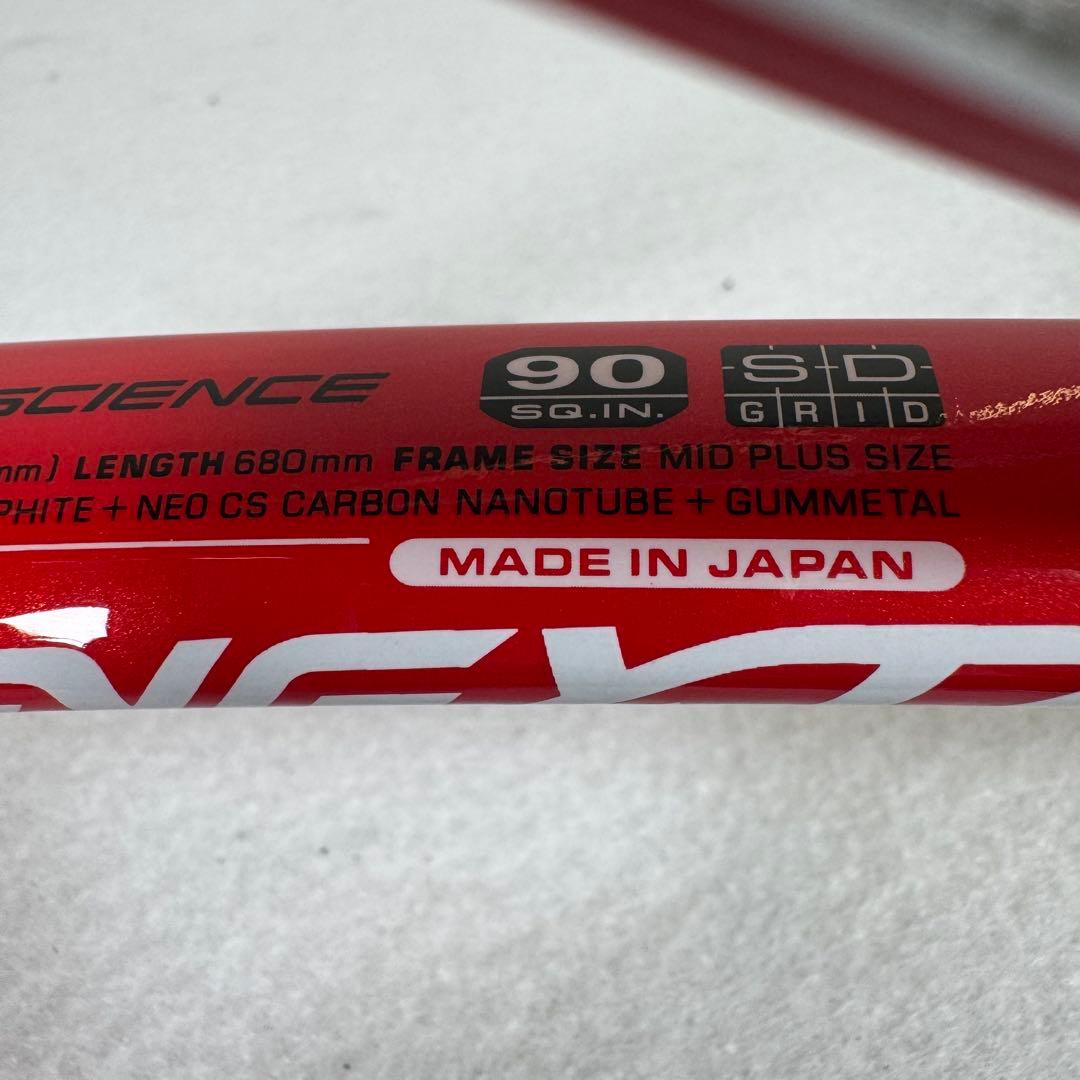 SCIENCE
90
SQ.IN.
S-D
GRID
mm) LENGTH 680mm FRAME SIZE MID PLUS SIZE
PHITE + NEO CS CARBON NANOTUBE + GUMMETAL
MADE IN JAPAN